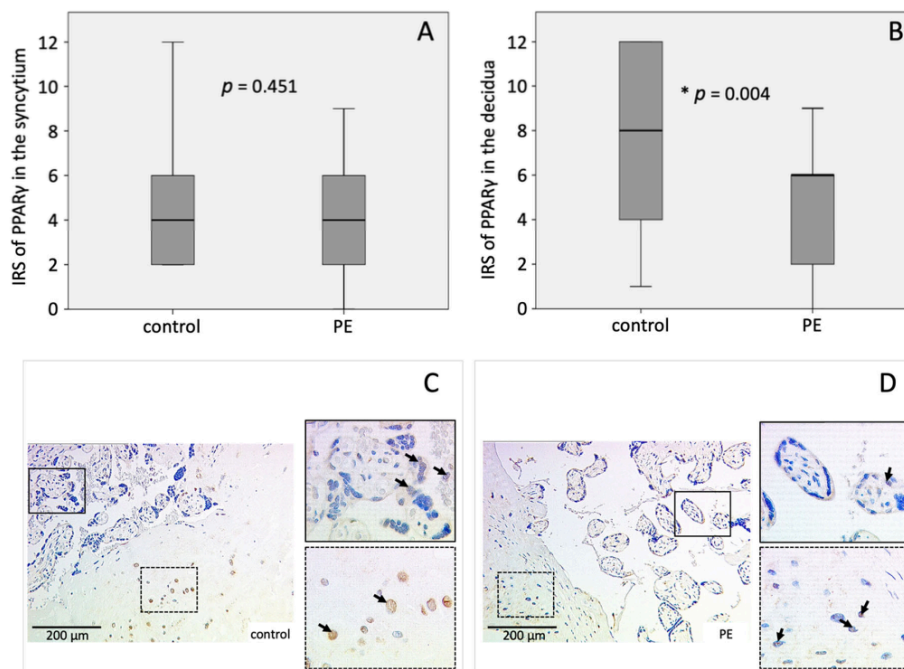 A
IRS of PPARγ in the syncytium
12
10
8
6
4
2
0
p = 0.451
control
PE
B
IRS of PPARγ in the decidua
12
10
8
6
4
2
0
* p = 0.004
control
PE
C
200 µm
control
D
200 µm
PE